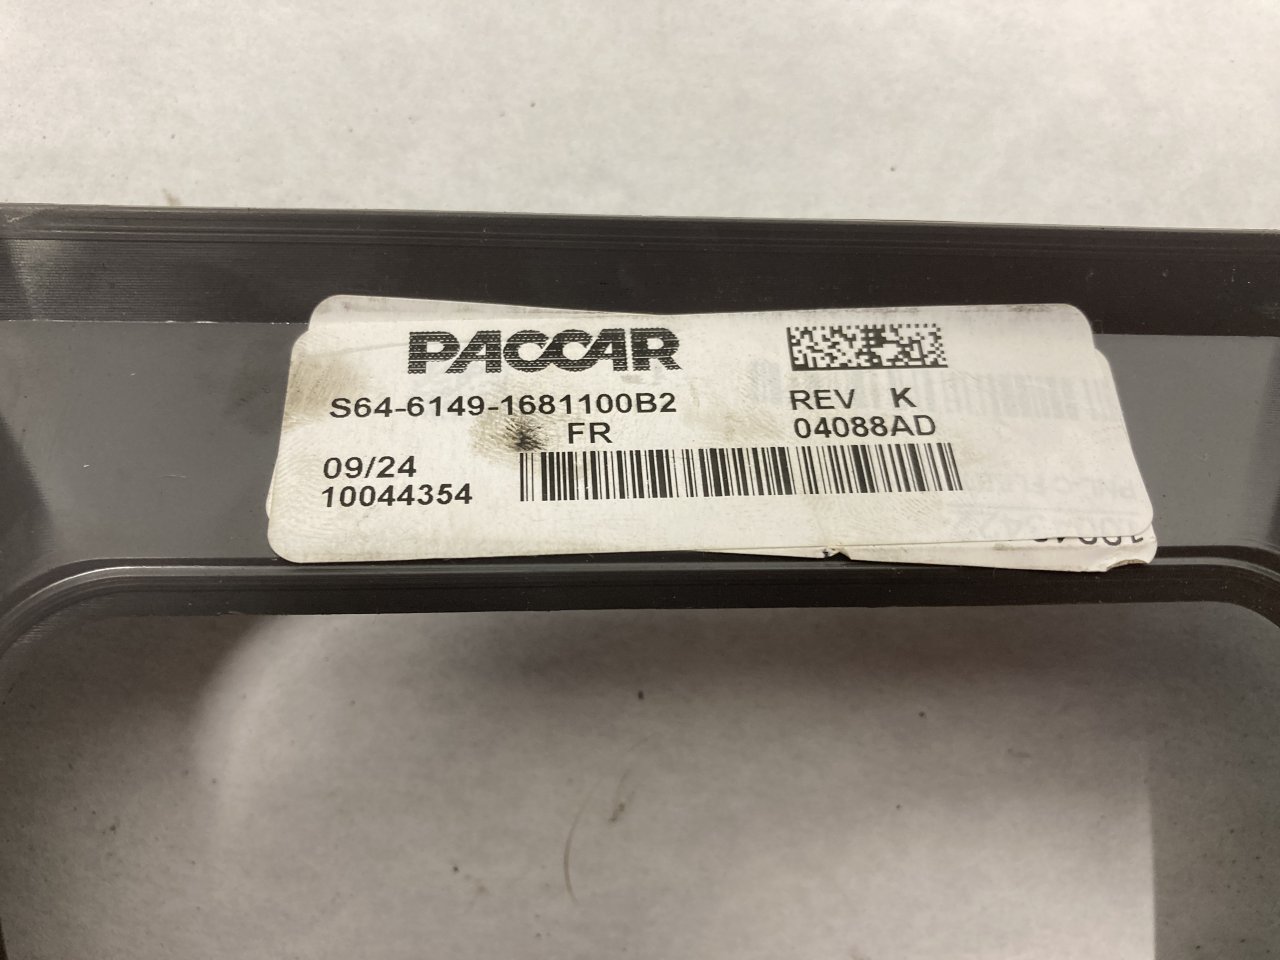 PACCAR
S64-6149-1681100B2
FR
REV K
04088AD
09/24
10044354